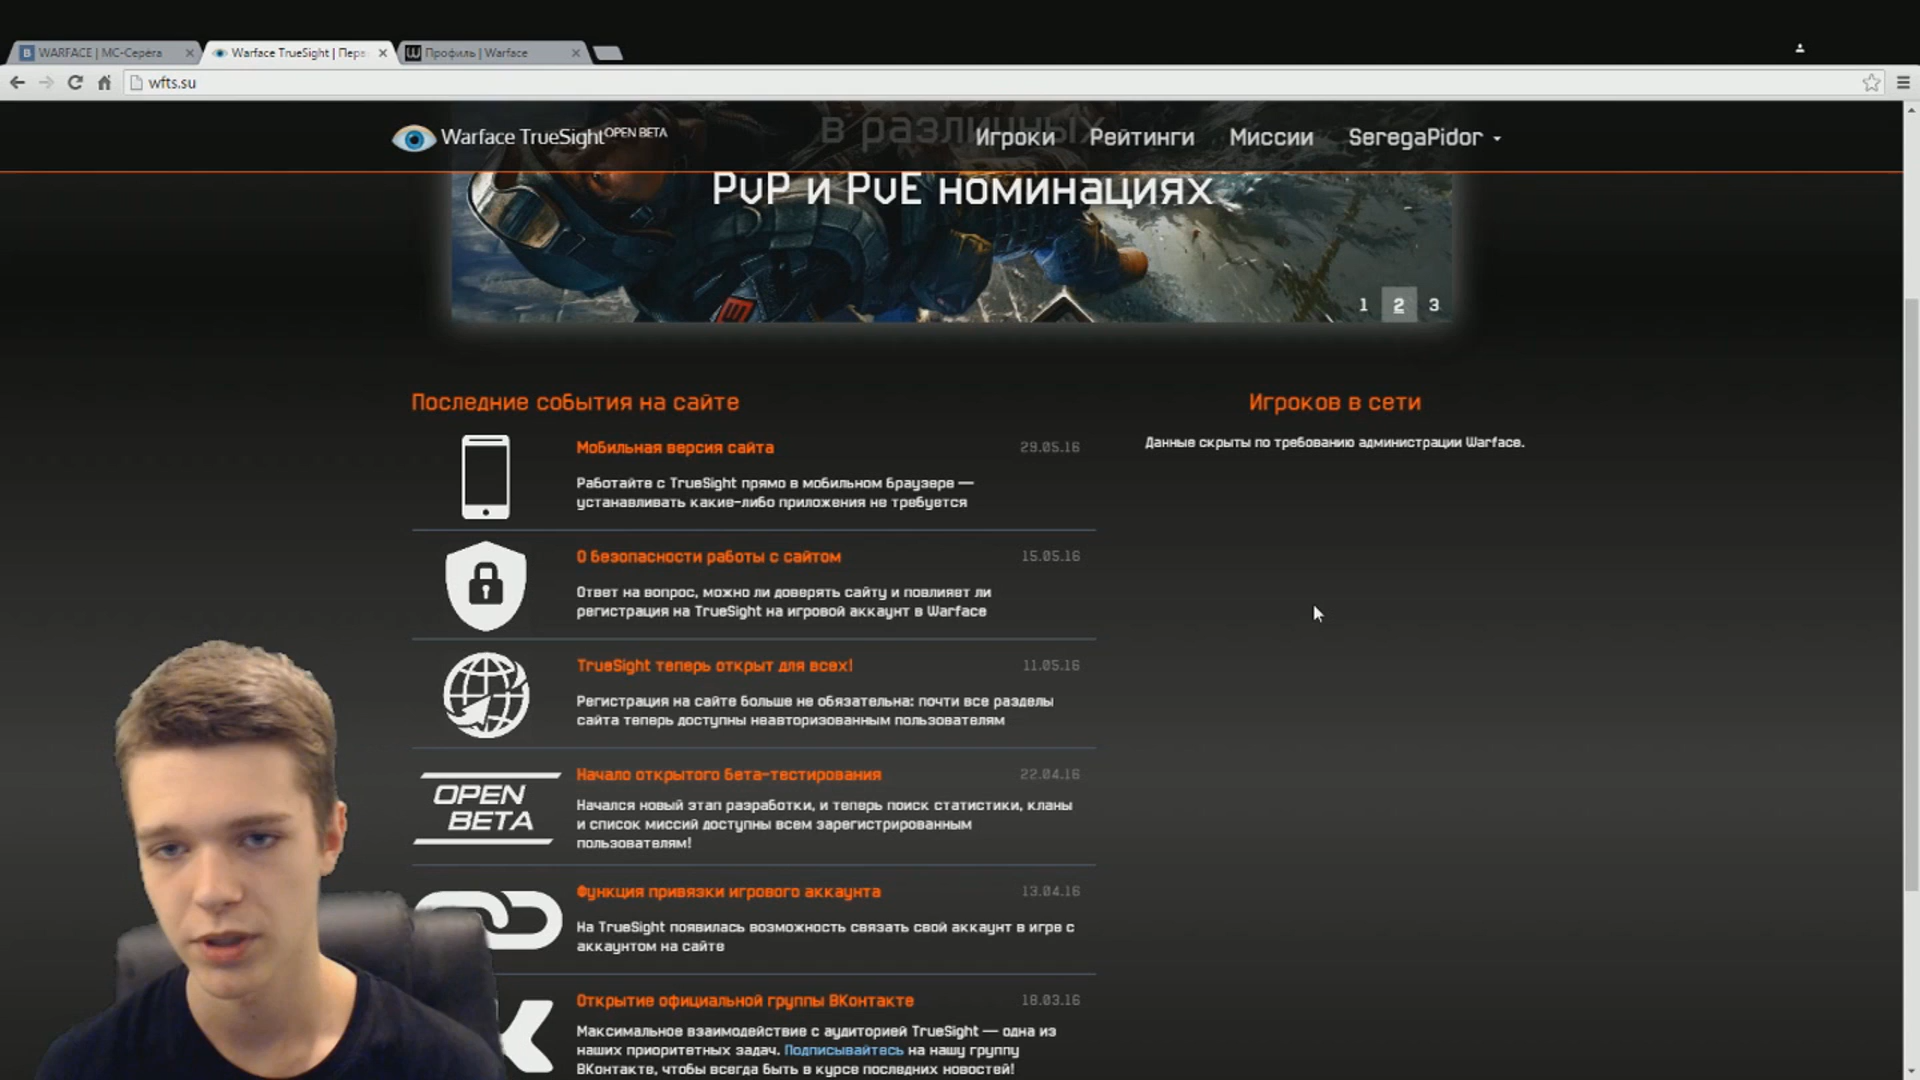 WARFACE | МС-Серёга
Warface TrueSight | Перв
Профиль | Warface
wfts.su
Warface TrueSight OPEN BETA
в различных
Игроки
Рейтинги
Миссии
SeregaPidor
PvP и PvE номинациях
1 2 3
Последние события на сайте
Игроков в сети
Мобильная версия сайта
29.05.16
Данные скрыты по требованию администрации Warface.
Работайте с TrueSight прямо в мобильном браузере —
устанавливать какие-либо приложения не требуется
О безопасности работы с сайтом
15.05.16
Ответ на вопрос, можно ли доверять сайту и повлияет ли
регистрация на TrueSight на игровой аккаунт в Warface
TrueSight теперь открыт для всех!
11.05.16
Регистрация на сайте больше не обязательна: почти все разделы
сайта теперь доступны неавторизованным пользователям
OPEN
BETA
Начало открытого бета-тестирования
22.04.16
Начался новый этап разработки, и теперь поиск статистики, кланы
и список миссий доступны всем зарегистрированным
пользователям!
Функция привязки игрового аккаунта
13.04.16
На TrueSight появилась возможность связать свой аккаунт в игре с
аккаунтом на сайте
Открытие официальной группы ВКонтакте
18.03.16
Максимальное взаимодействие с аудиторией TrueSight — одна из
наших приоритетных задач. Подписывайтесь на нашу группу
ВКонтакте, чтобы всегда быть в курсе последних новостей!